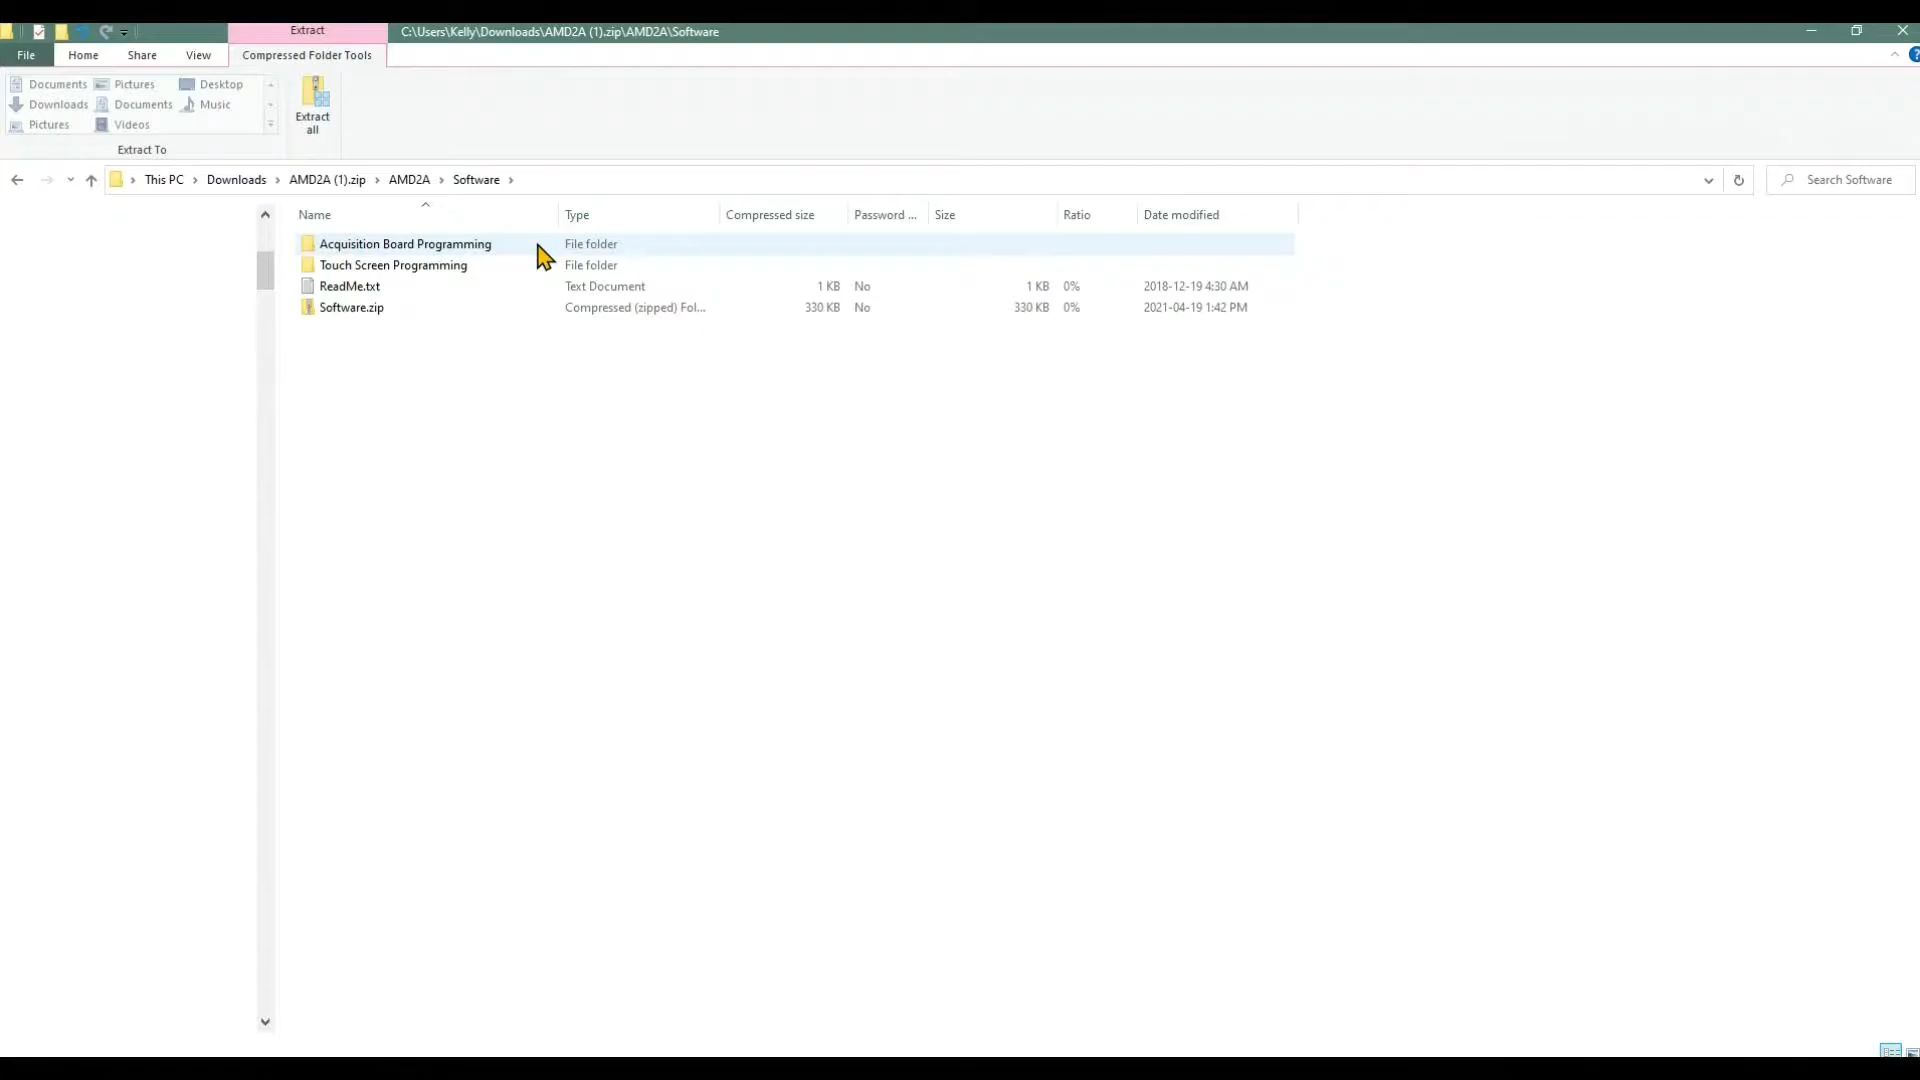 Extract
C:\Users\Kelly\Downloads\AMD2A (1).zip\AMD2A\Software
File
Home
Share
View
Compressed Folder Tools
Documents
Pictures
Desktop
Downloads
Documents
Music
Pictures
Videos
Extract To
Extract
all
This PC
Downloads
AMD2A (1).zip
AMD2A
Software
Search Software
Name
Type
Compressed size
Password ...
Size
Ratio
Date modified
Acquisition Board Programming
File folder
Touch Screen Programming
File folder
ReadMe.txt
Text Document
1 KB
No
1 KB
0%
2018-12-19 4:30 AM
Software.zip
Compressed (zipped) Fol...
330 KB
No
330 KB
0%
2021-04-19 1:42 PM